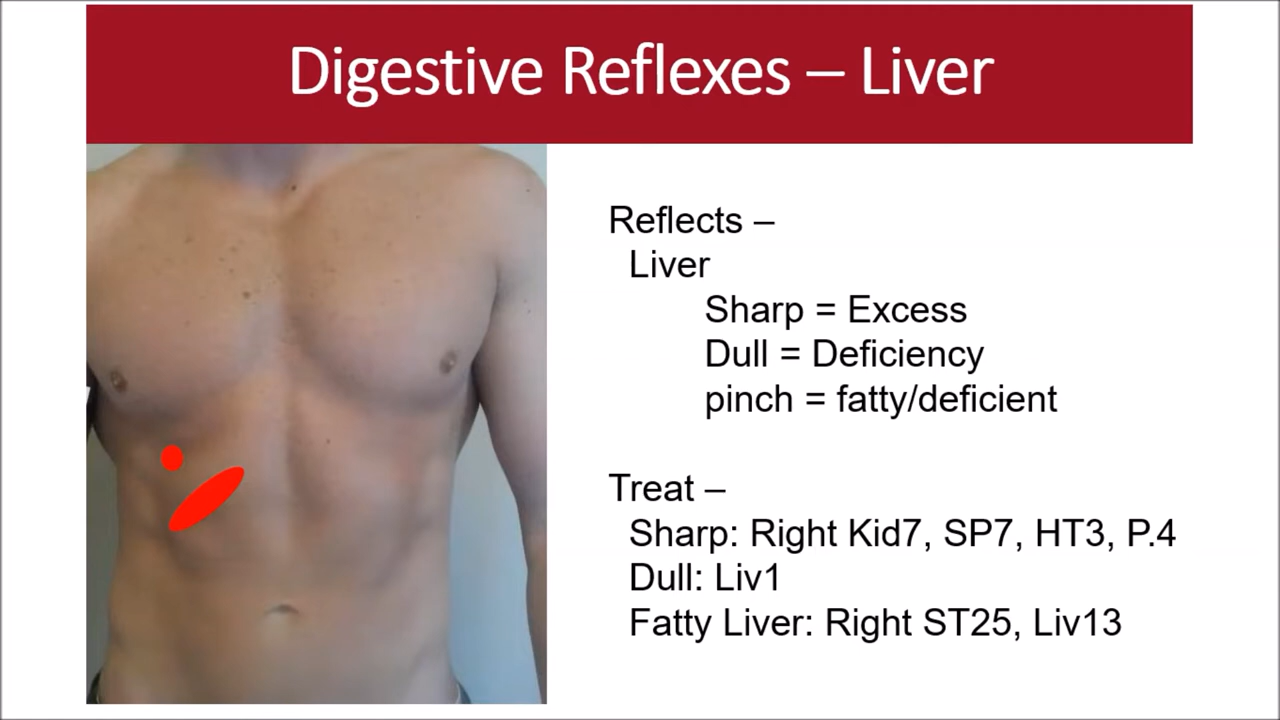 Digestive Reflexes – Liver
Reflects –
Liver
Sharp = Excess
Dull = Deficiency
pinch = fatty/deficient
Treat –
Sharp: Right Kid7, SP7, HT3, P.4
Dull: Liv1
Fatty Liver: Right ST25, Liv13